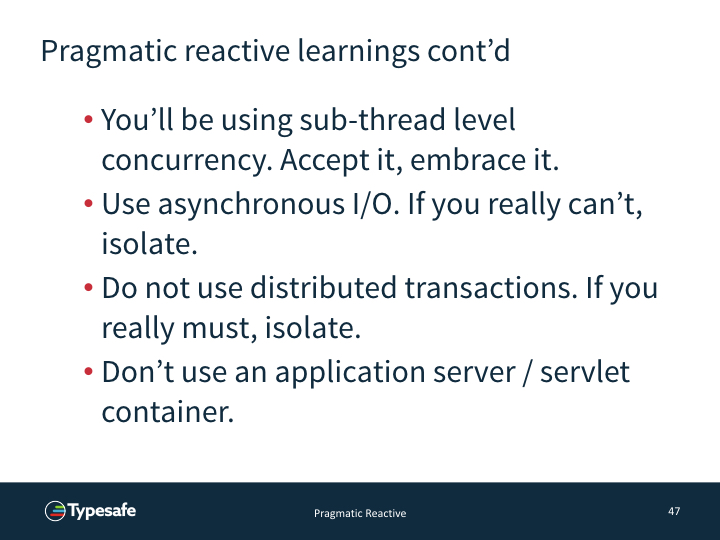 Pragmatic reactive learnings cont’d
• You’ll be using sub-thread level
concurrency. Accept it, embrace it.
• Use asynchronous I/O. If you really can’t,
isolate.
• Do not use distributed transactions. If you
really must, isolate.
• Don’t use an application server / servlet
container.
Typesafe
Pragmatic Reactive
47